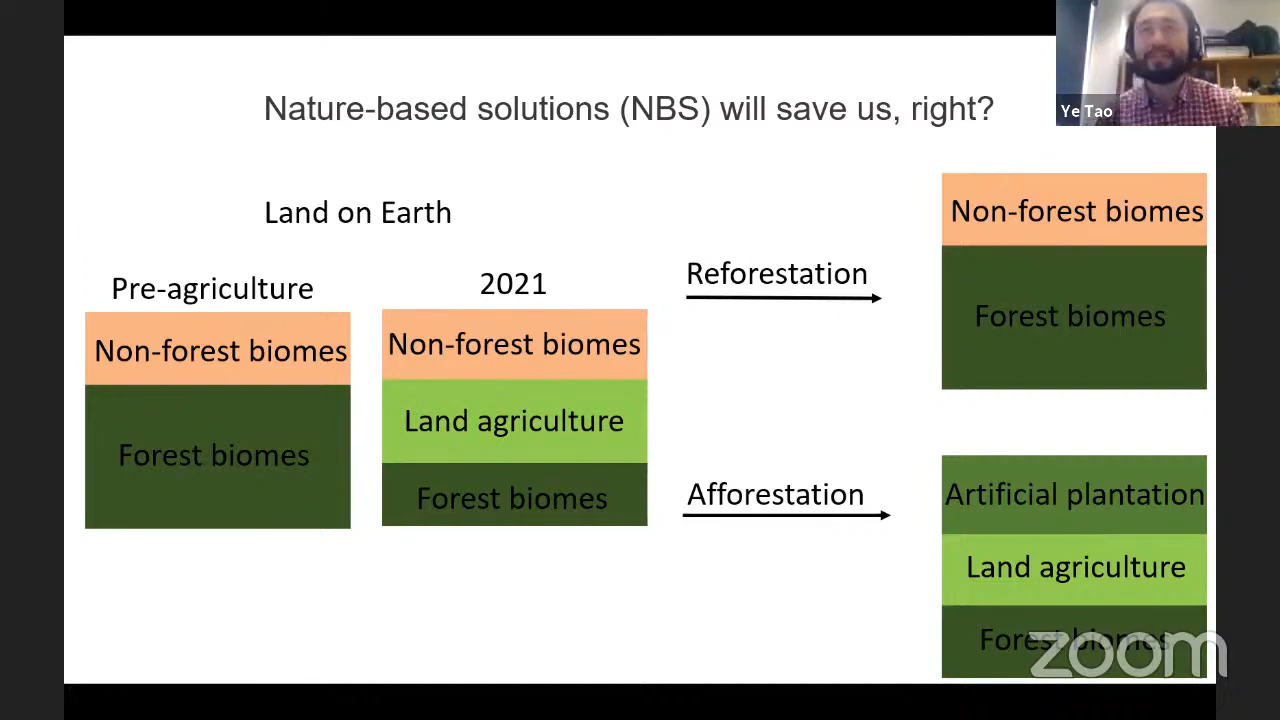 Nature-based solutions (NBS) will save us, right?
Ye Tao
Land on Earth
Pre-agriculture
Non-forest biomes
Forest biomes
2021
Non-forest biomes
Land agriculture
Forest biomes
Reforestation
Non-forest biomes
Forest biomes
Afforestation
Artificial plantation
Land agriculture
Forest biomes
zoom